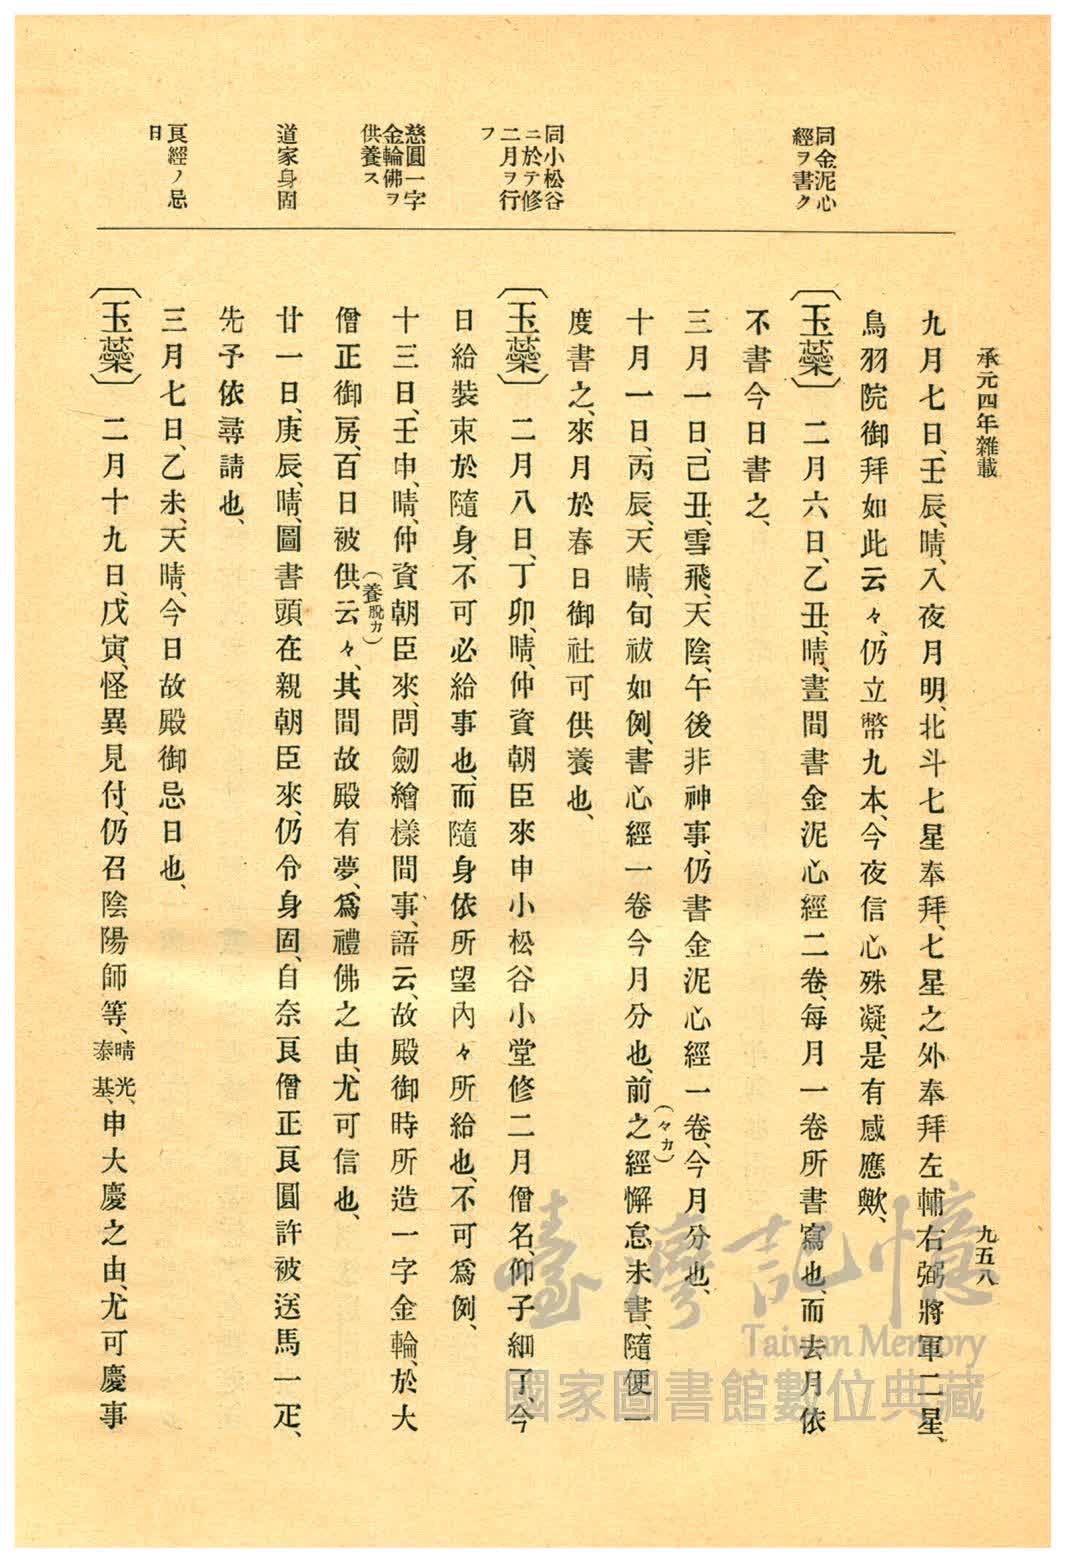 承元四年雜載
九五八
同金泥心
經ヲ書ク
同小松谷
ニ於テ修
二月ヲ行
フ
慈圓一字
金輪佛ヲ
供養ス
道家身固
良經ノ忌
日
九月七日、壬辰、晴、入夜月明、北斗七星奉拜、七星之外奉拜左輔右弼將軍二星、
鳥羽院御拜如此云々、仍立幣九本、今夜信心殊凝、是有感應歟、
〔玉蘂〕二月六日、乙丑、晴、晝間書金泥心經二卷、每月一卷所書寫也、而去月依
不書今日書之、
三月一日、己丑、雪飛、天陰、午後非神事、仍書金泥心經一卷、今月分也、
十月一日、丙辰、天晴、旬祓如例、書心經一卷今月分也、前之(々カ)經懈怠未書、隨便一
度書之、來月於春日御社可供養也、
〔玉蘂〕二月八日、丁卯、晴、仲資朝臣來申小松谷小堂修二月僧名、仰子細了、今
日給裝束於隨身、不可必給事也、而隨身依所望內々所給也、不可爲例、
十三日、壬申、晴、仲資朝臣來、問劒繪樣間事、語云、故殿御時所造一字金輪、於大
僧正御房、百日被供(養脫カ)云々、其間故殿有夢、爲禮佛之由、尤可信也、
廿一日、庚辰、晴、圖書頭在親朝臣來、仍令身固、自奈良僧正良圓許被送馬一疋、
先予依尋請也、
三月七日、乙未、天晴、今日故殿御忌日也、
〔玉蘂〕二月十九日、戊寅、怪異見付、仍召陰陽師等、晴光、泰基、申大慶之由、尤可慶事
臺灣記憶
Taiwan Memory
國家圖書館數位典藏